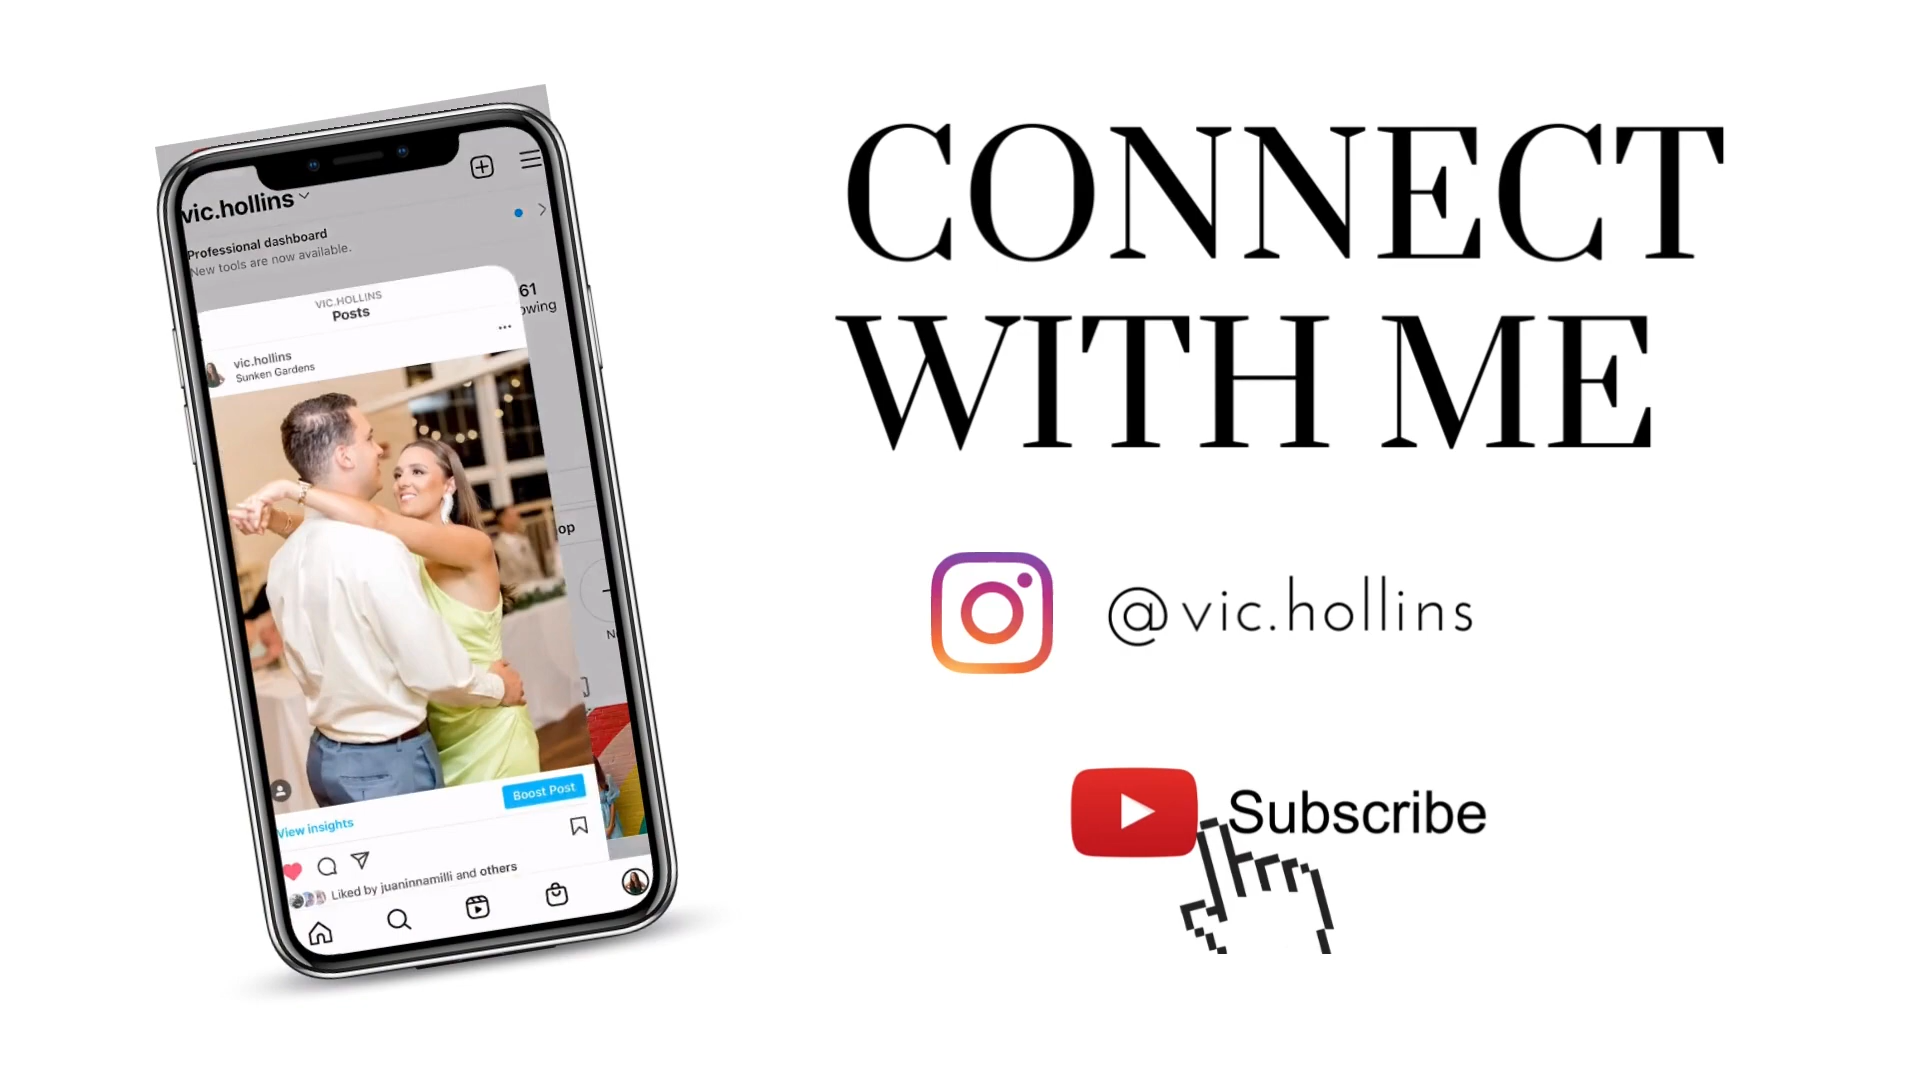 vic.hollins
Professional dashboard
New tools are now available.
VIC.HOLLINS
Posts
61
vic.hollins
Sunken Gardens
Boost Post
View insights
Liked by juaninnamilli and others
CONNECT
WITH ME
@vic.hollins
Subscribe